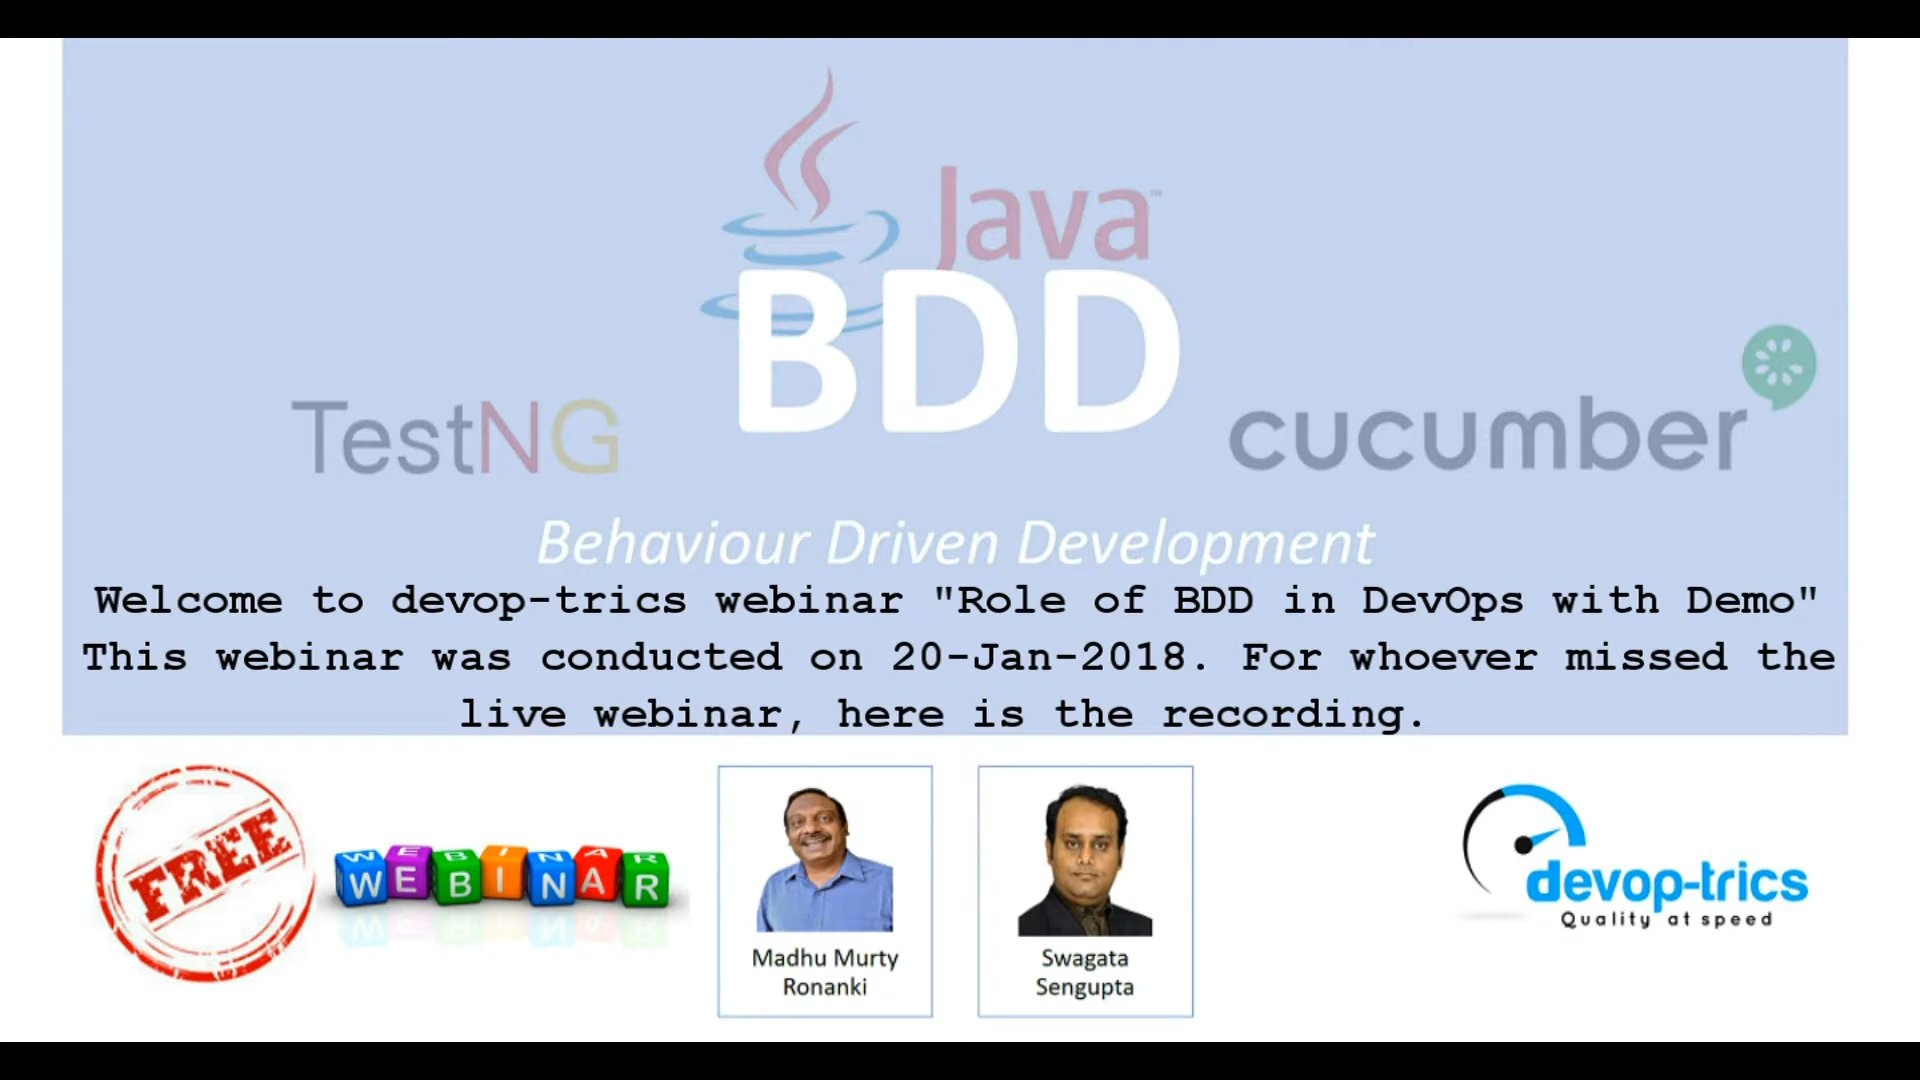 Java™
BDD
TestNG
cucumber
Behaviour Driven Development
Welcome to devop-trics webinar "Role of BDD in DevOps with Demo"
This webinar was conducted on 20-Jan-2018. For whoever missed the
live webinar, here is the recording.
FREE
WEBINAR
WEBINAR
Madhu Murty
Ronanki
Swagata
Sengupta
devop-trics
Quality at speed